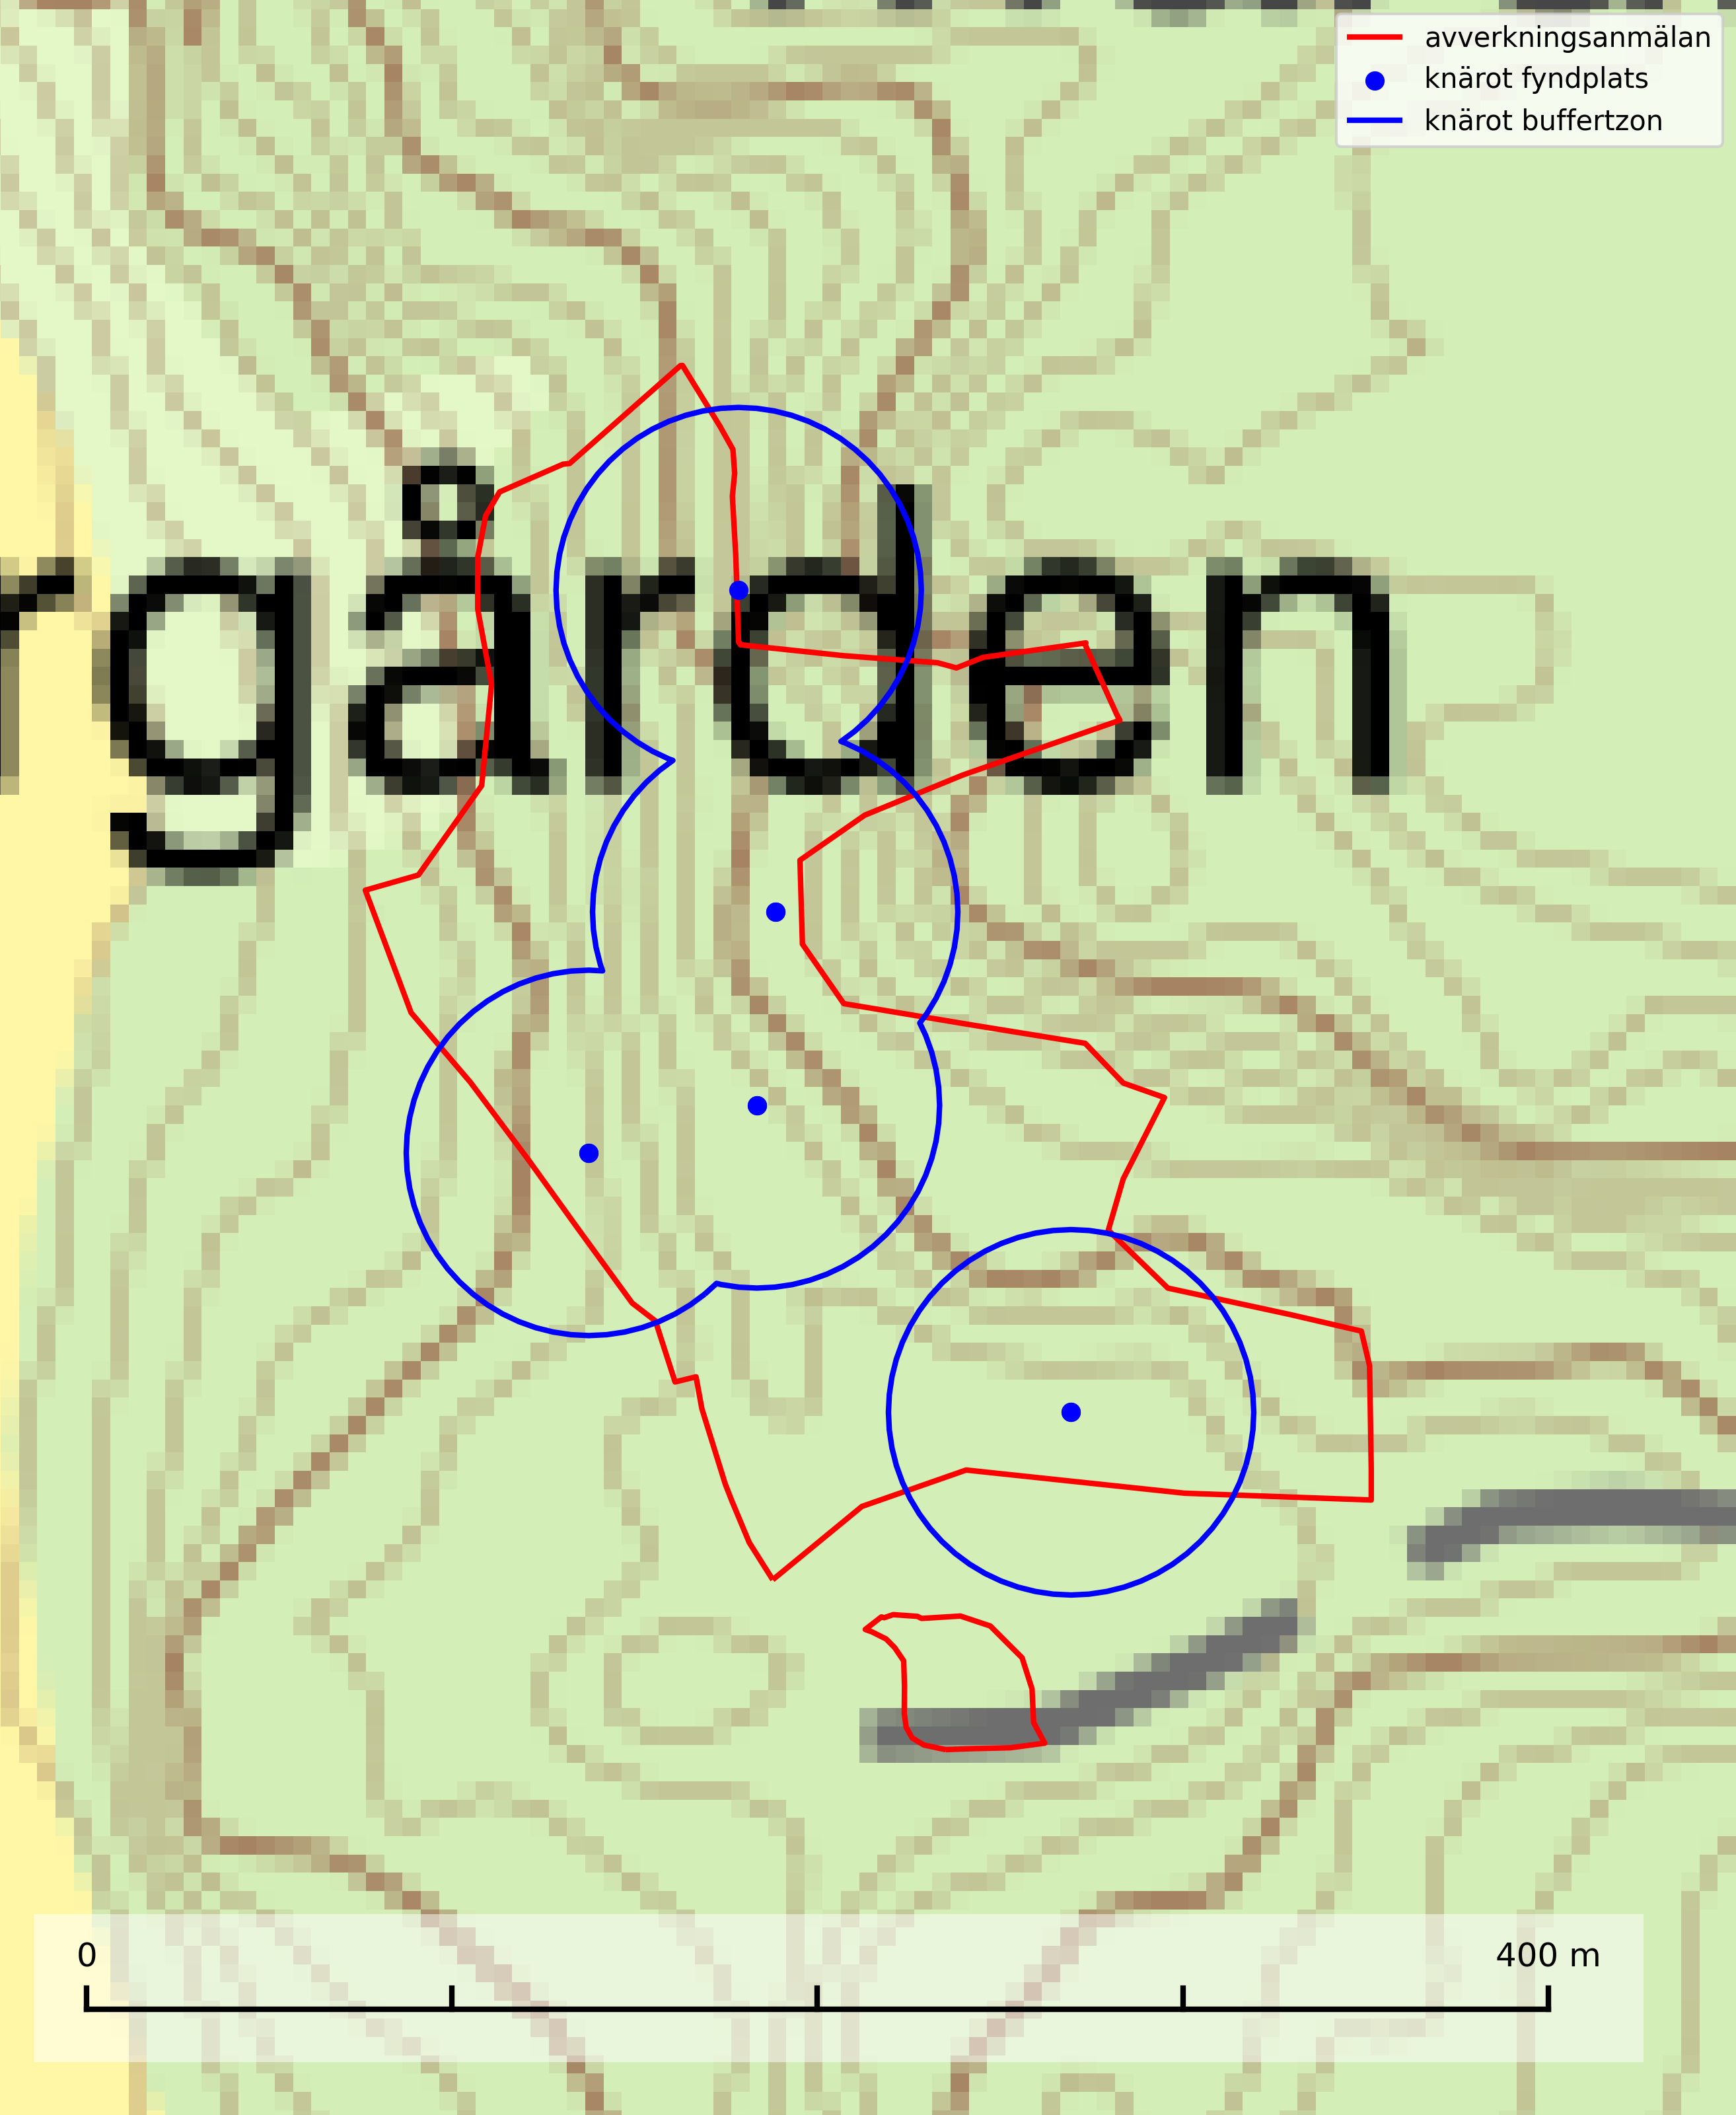 avverkningsanmälan
knärot fyndplats
knärot buffertzon
rgården
0 400 m